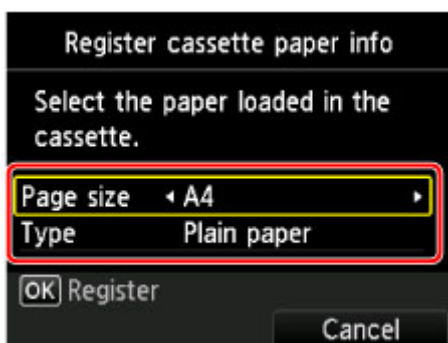 Register cassette paper info
Select the paper loaded in the
cassette.
Page size A4
Type Plain paper
OK Register
Cancel